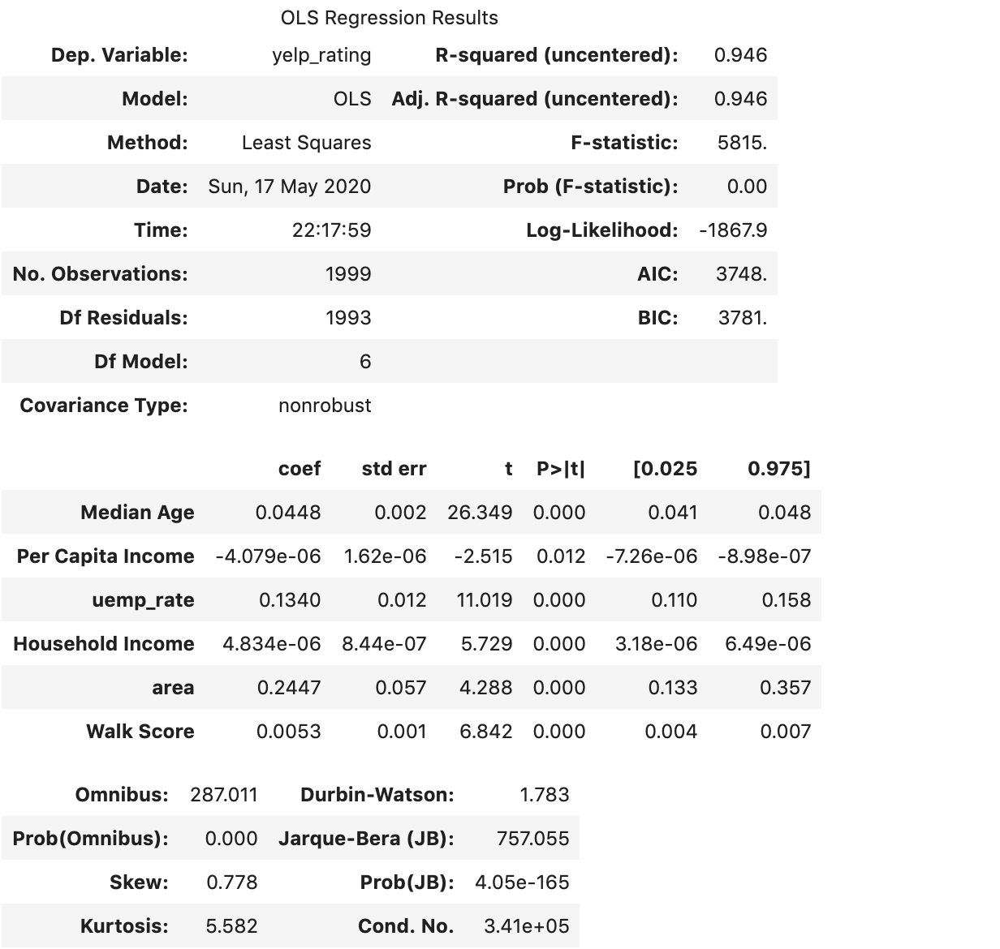 OLS Regression Results
Dep. Variable: yelp_rating R-squared (uncentered): 0.946
Model: OLS Adj. R-squared (uncentered): 0.946
Method: Least Squares F-statistic: 5815.
Date: Sun, 17 May 2020 Prob (F-statistic): 0.00
Time: 22:17:59 Log-Likelihood: -1867.9
No. Observations: 1999 AIC: 3748.
Df Residuals: 1993 BIC: 3781.
Df Model: 6
Covariance Type: nonrobust
coef std err t P>|t| [0.025 0.975]
Median Age 0.0448 0.002 26.349 0.000 0.041 0.048
Per Capita Income -4.079e-06 1.62e-06 -2.515 0.012 -7.26e-06 -8.98e-07
uemp_rate 0.1340 0.012 11.019 0.000 0.110 0.158
Household Income 4.834e-06 8.44e-07 5.729 0.000 3.18e-06 6.49e-06
area 0.2447 0.057 4.288 0.000 0.133 0.357
Walk Score 0.0053 0.001 6.842 0.000 0.004 0.007
Omnibus: 287.011 Durbin-Watson: 1.783
Prob(Omnibus): 0.000 Jarque-Bera (JB): 757.055
Skew: 0.778 Prob(JB): 4.05e-165
Kurtosis: 5.582 Cond. No. 3.41e+05